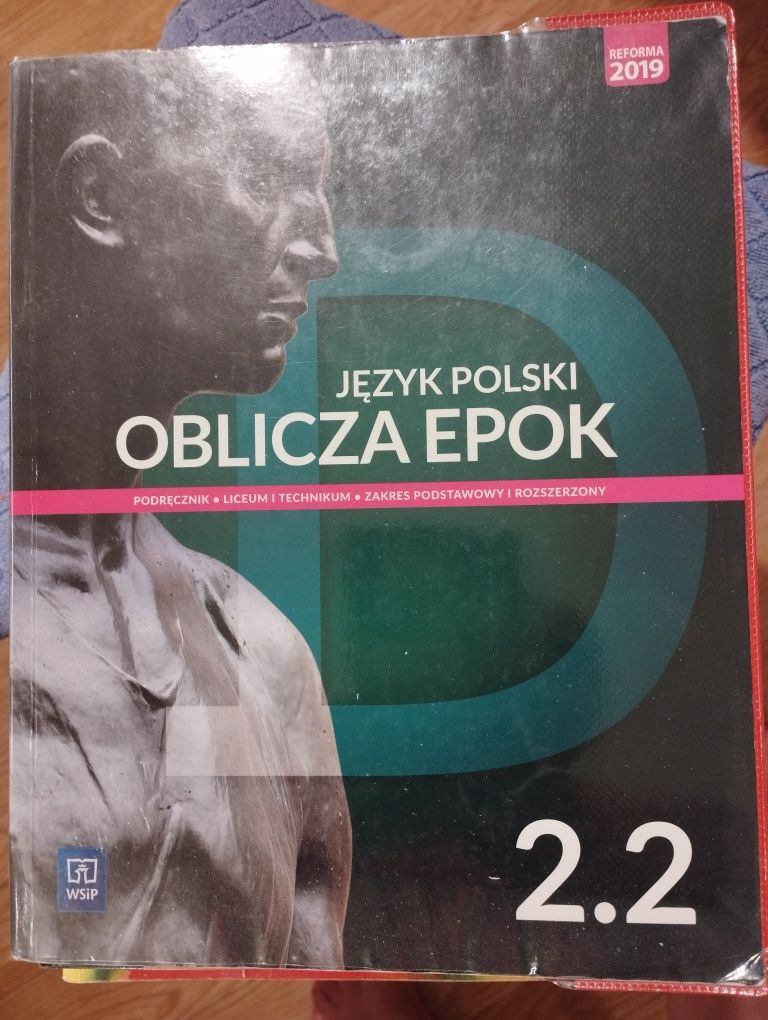 REFORMA
2019
JĘZYK POLSKI
OBLICZA EPOK
PODRĘCZNIK • LICEUM I TECHNIKUM • ZAKRES PODSTAWOWY I ROZSZERZONY
2.2
WSiP